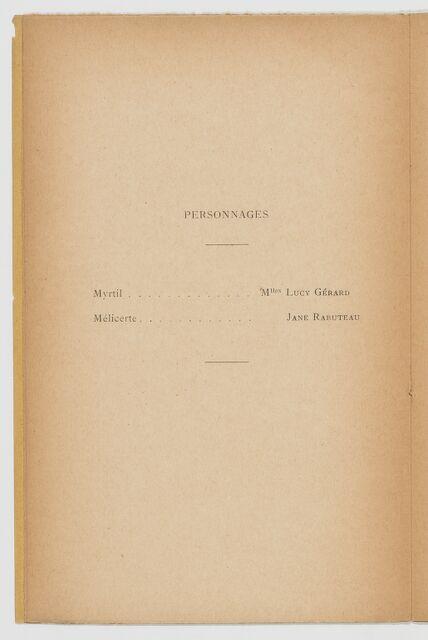 PERSONNAGES
Myrtil . . . . . . . . . . . . . Mlles Lucy Gérard
Mélicerte . . . . . . . . . . . . Jane Rabuteau